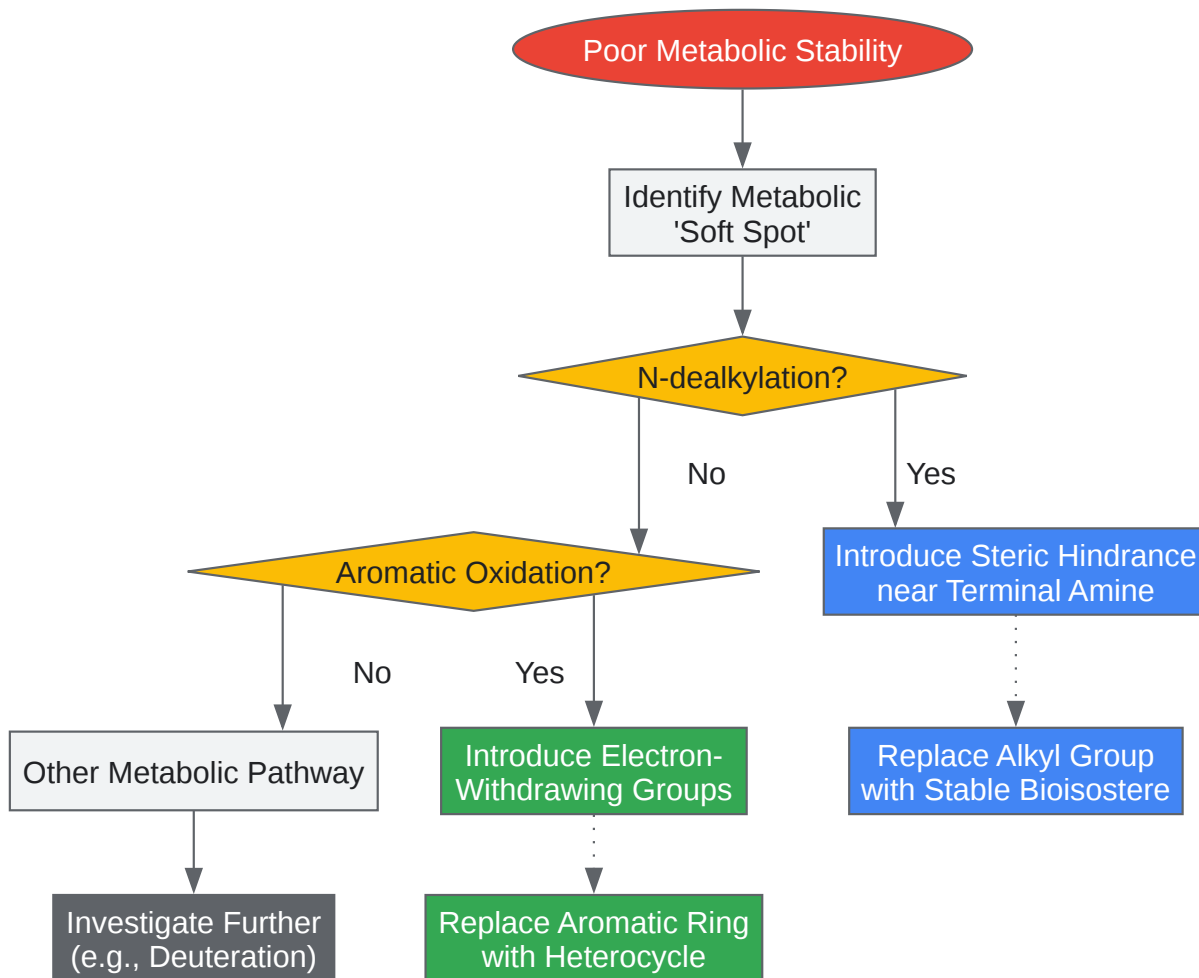 Poor Metabolic Stability
Identify Metabolic
'Soft Spot'
N-dealkylation?
No
Yes
Introduce Steric Hindrance
near Terminal Amine
Aromatic Oxidation?
No
Yes
Other Metabolic Pathway
Introduce Electron-
Withdrawing Groups
Replace Alkyl Group
with Stable Bioisostere
Investigate Further
(e.g., Deuteration)
Replace Aromatic Ring
with Heterocycle